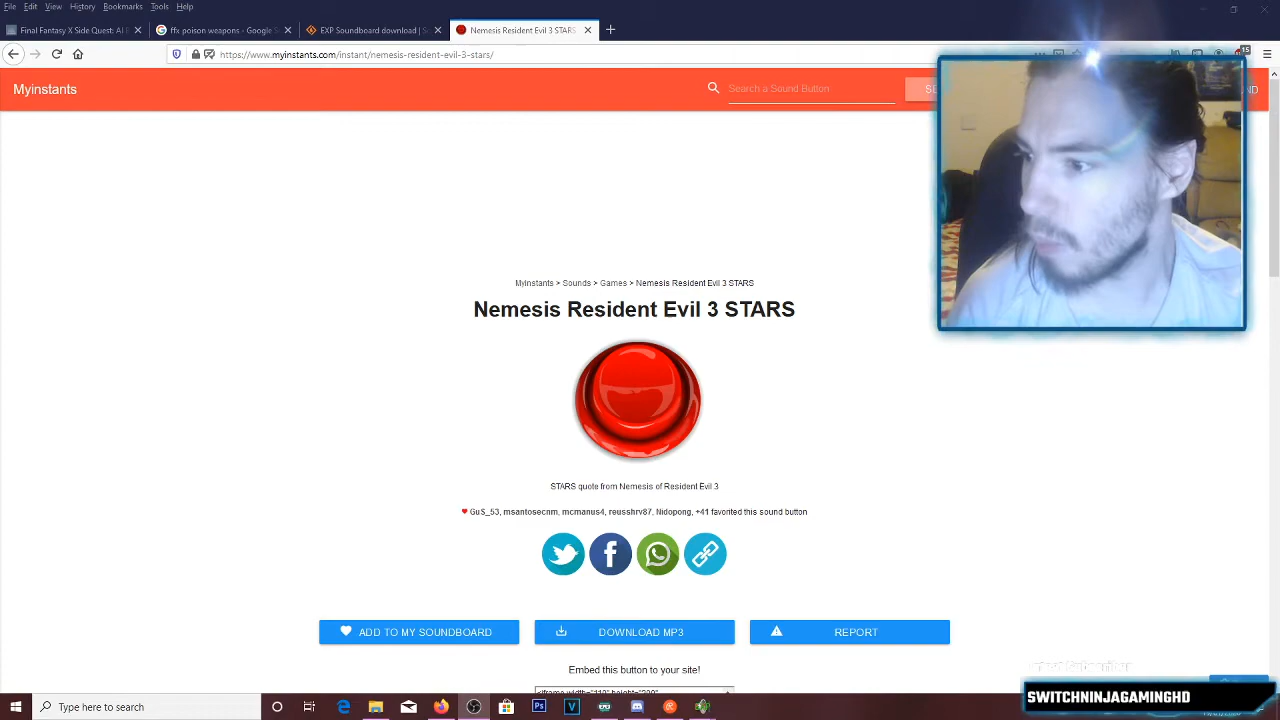 File Edit View History Bookmarks Tools Help
Final Fantasy X Side Quest: Al B
ffx poison weapons - Google S
EXP Soundboard download | So
Nemesis Resident Evil 3 STARS
https://www.myinstants.com/instant/nemesis-resident-evil-3-stars/
15
Myinstants
Search a Sound Button
Myinstants > Sounds > Games > Nemesis Resident Evil 3 STARS
Nemesis Resident Evil 3 STARS
STARS quote from Nemesis of Resident Evil 3
GuS_53, msantosecnm, mcmanus4, reusshrv87, Nidopong, +41 favorited this sound button
ADD TO MY SOUNDBOARD
DOWNLOAD MP3
REPORT
Embed this button to your site!
Type here to search
SWITCHNINJAGAMINGHD